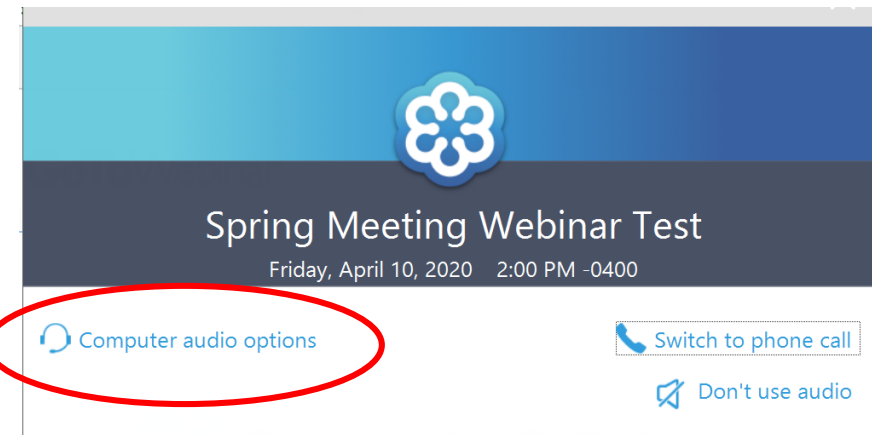 Spring Meeting Webinar Test
Friday, April 10, 2020 2:00 PM -0400
Computer audio options
Switch to phone call
Don't use audio